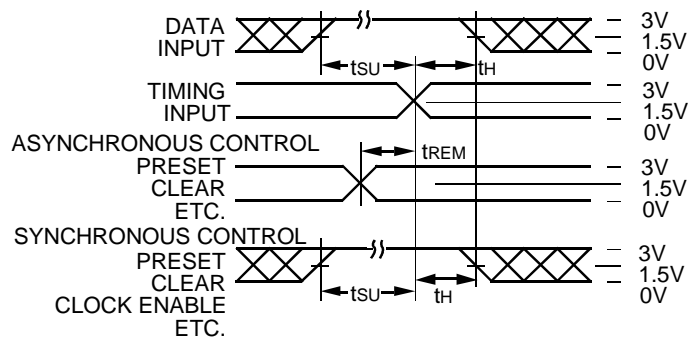 DATA
INPUT
3V
1.5V
0V
tSU
tH
TIMING
INPUT
3V
1.5V
0V
ASYNCHRONOUS CONTROL
tREM
PRESET
CLEAR
ETC.
3V
1.5V
0V
SYNCHRONOUS CONTROL
PRESET
CLEAR
CLOCK ENABLE
ETC.
3V
1.5V
0V
tSU
tH